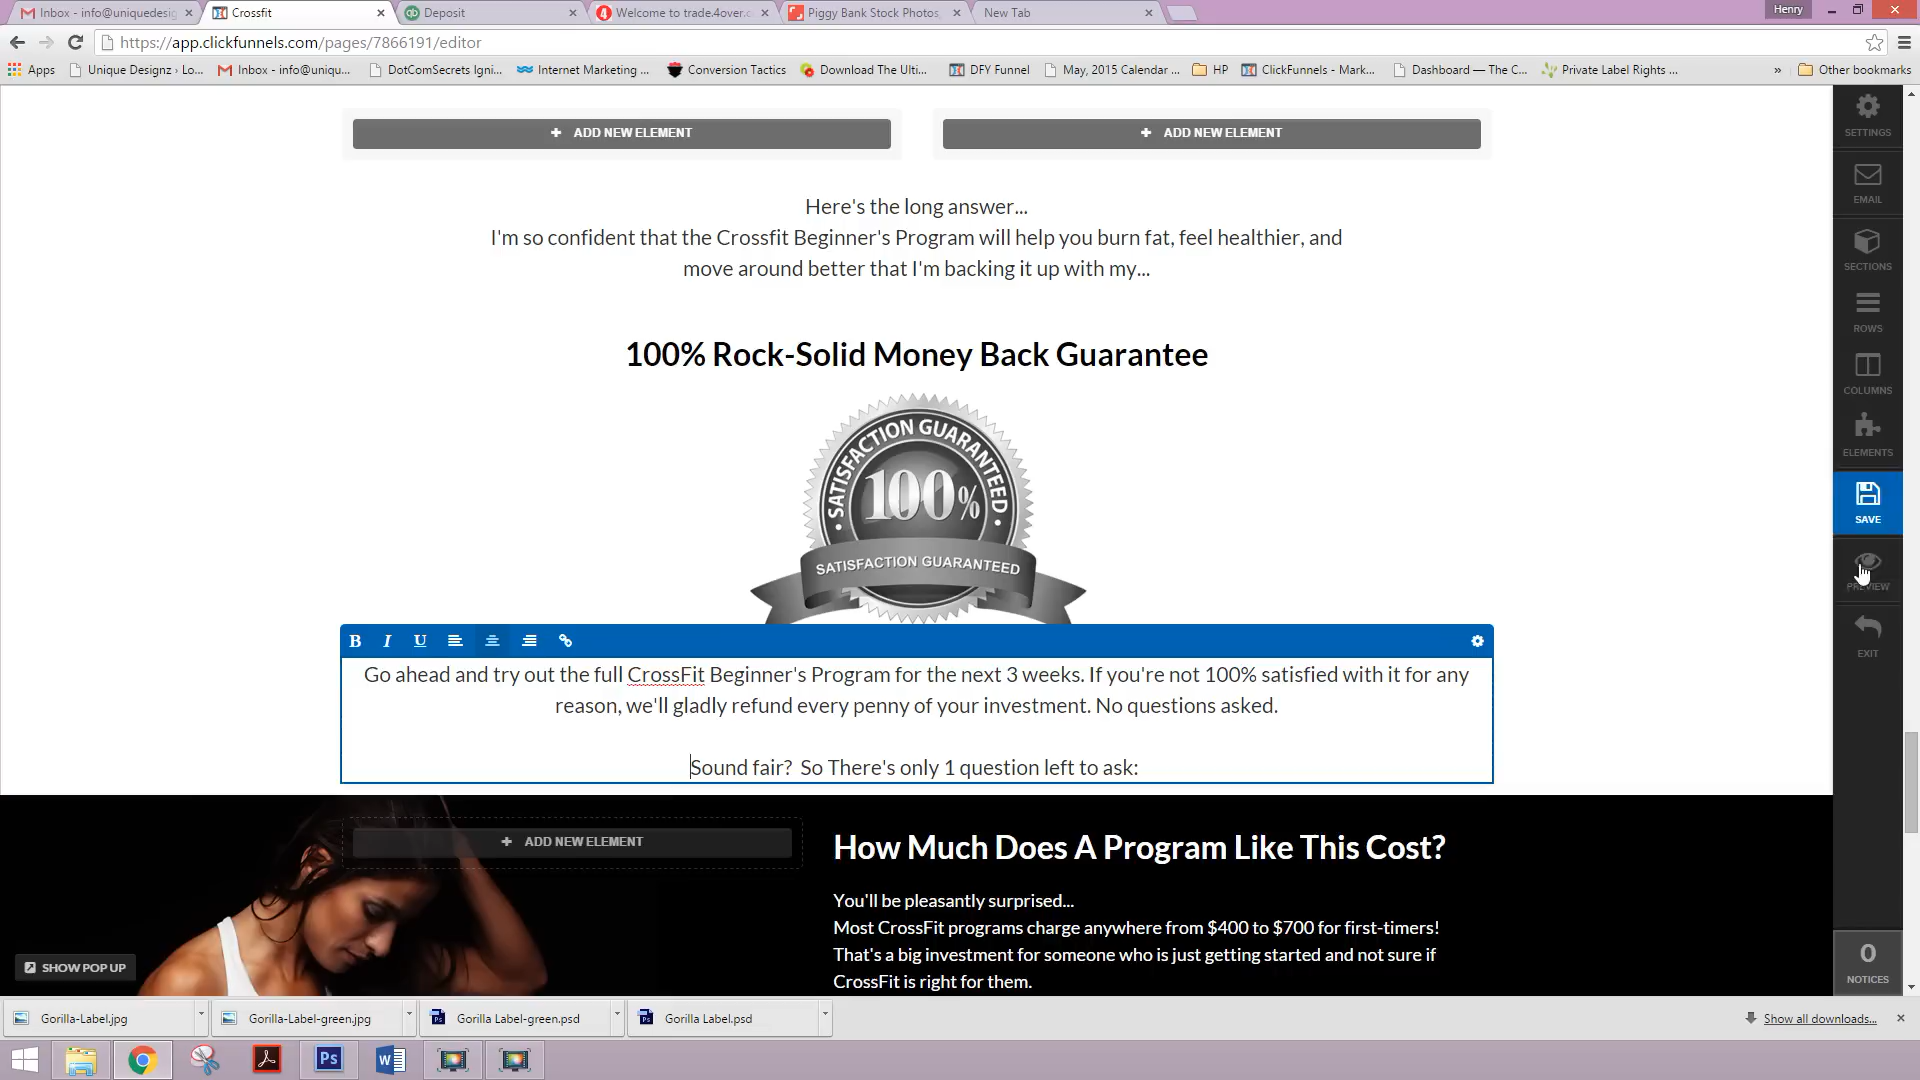 Inbox - info@uniquedesig
Crossfit
Deposit
Welcome to trade.4over.c
Piggy Bank Stock Photos,
New Tab
Henry
https://app.clickfunnels.com/pages/7866191/editor
Apps
Unique Designz › Lo...
Inbox - info@uniqu...
DotComSecrets Igni...
Internet Marketing ...
Conversion Tactics
Download The Ulti...
DFY Funnel
May, 2015 Calendar ...
HP
ClickFunnels - Mark...
Dashboard — The C...
Private Label Rights ...
»
Other bookmarks
+ ADD NEW ELEMENT
+ ADD NEW ELEMENT
Here's the long answer...
I'm so confident that the Crossfit Beginner's Program will help you burn fat, feel healthier, and
move around better that I'm backing it up with my...
100% Rock-Solid Money Back Guarantee
SATISFACTION GUARANTEED
100%
SATISFACTION GUARANTEED
B I U
Go ahead and try out the full CrossFit Beginner's Program for the next 3 weeks. If you're not 100% satisfied with it for any
reason, we'll gladly refund every penny of your investment. No questions asked.
Sound fair?  So There's only 1 question left to ask:
+ ADD NEW ELEMENT
How Much Does A Program Like This Cost?
You'll be pleasantly surprised...
Most CrossFit programs charge anywhere from $400 to $700 for first-timers!
That's a big investment for someone who is just getting started and not sure if
CrossFit is right for them.
SHOW POP UP
SETTINGS
EMAIL
SECTIONS
ROWS
COLUMNS
ELEMENTS
SAVE
PREVIEW
EXIT
0
NOTICES
Gorilla-Label.jpg
Gorilla-Label-green.jpg
Gorilla Label-green.psd
Gorilla Label.psd
Show all downloads...
Ps